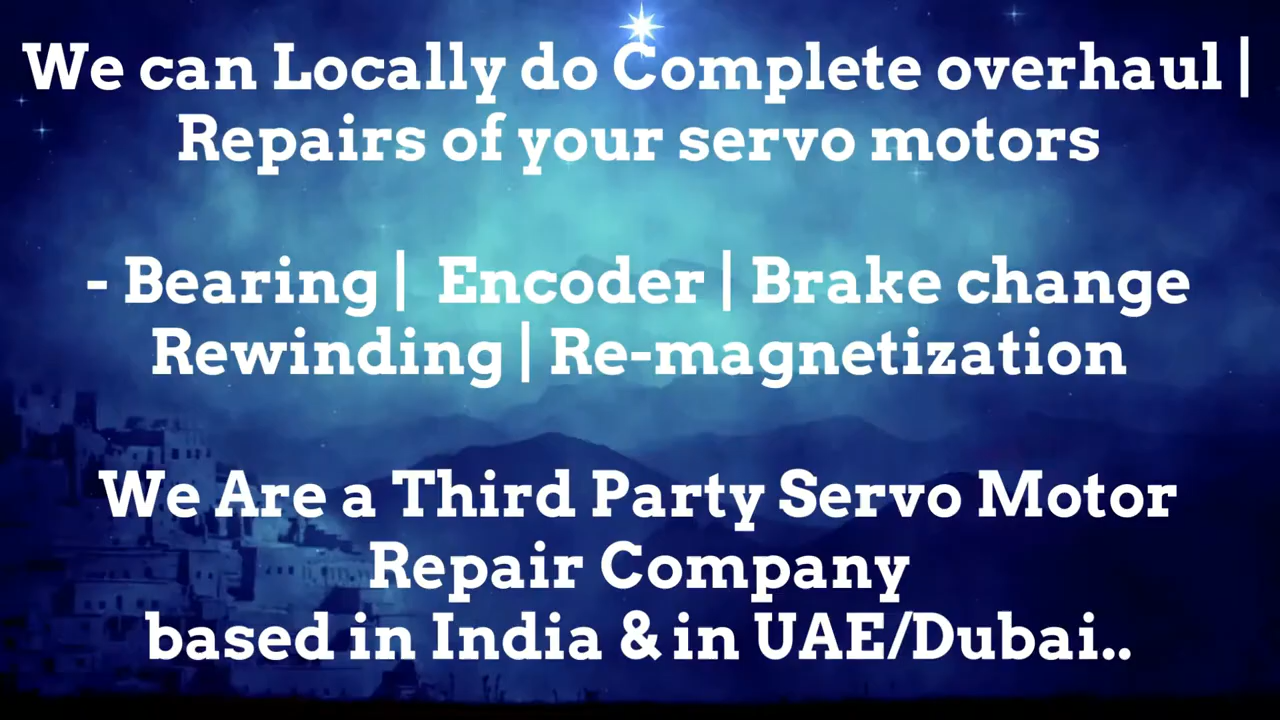 We can Locally do Complete overhaul |
Repairs of your servo motors
- Bearing | Encoder | Brake change
Rewinding | Re-magnetization
We Are a Third Party Servo Motor
Repair Company
based in India & in UAE/Dubai..